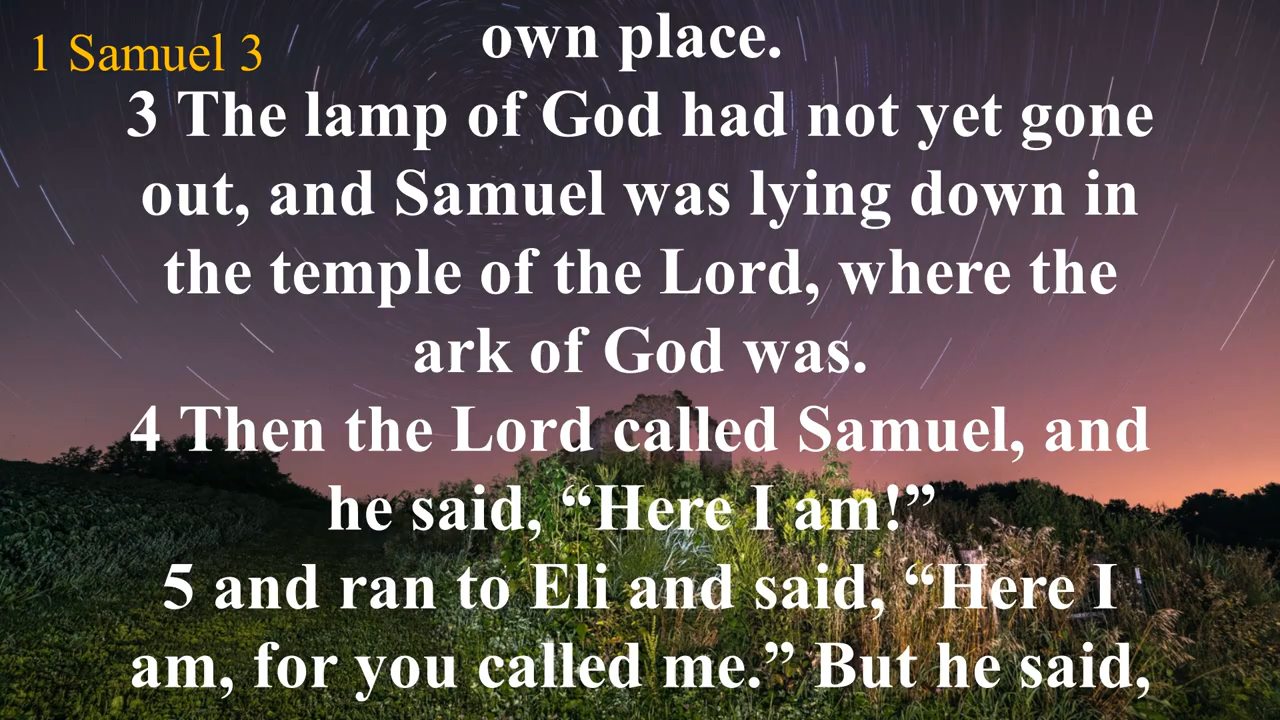 1 Samuel 3
own place.
3 The lamp of God had not yet gone
out, and Samuel was lying down in
the temple of the Lord, where the
ark of God was.
4 Then the Lord called Samuel, and
he said, “Here I am!”
5 and ran to Eli and said, “Here I
am, for you called me.” But he said,